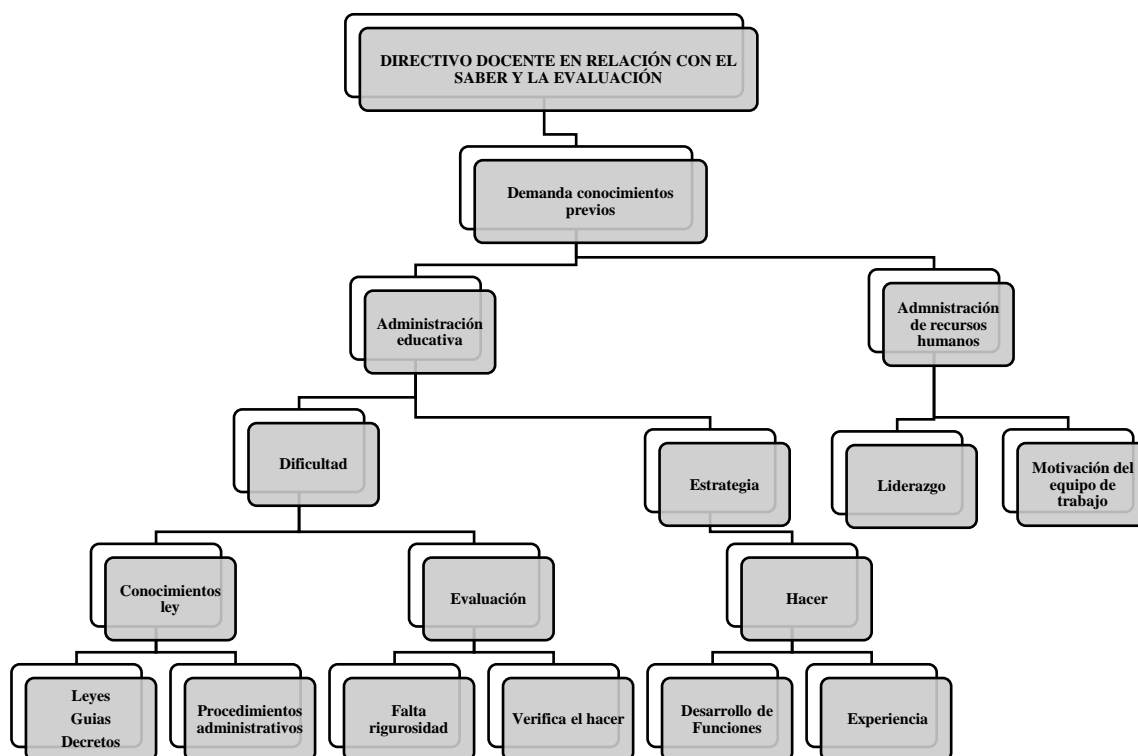 DIRECTIVO DOCENTE EN RELACIÓN CON EL
SABER Y LA EVALUACIÓN
Demanda conocimientos
previos
Administración
educativa
Admnistración
de recursos
humanos
Dificultad
Estrategia
Liderazgo
Motivación del
equipo de
trabajo
Conocimientos
ley
Evaluación
Hacer
Leyes
Guias
Decretos
Procedimientos
administrativos
Falta
rigurosidad
Verifica el hacer
Desarrollo de
Funciones
Experiencia